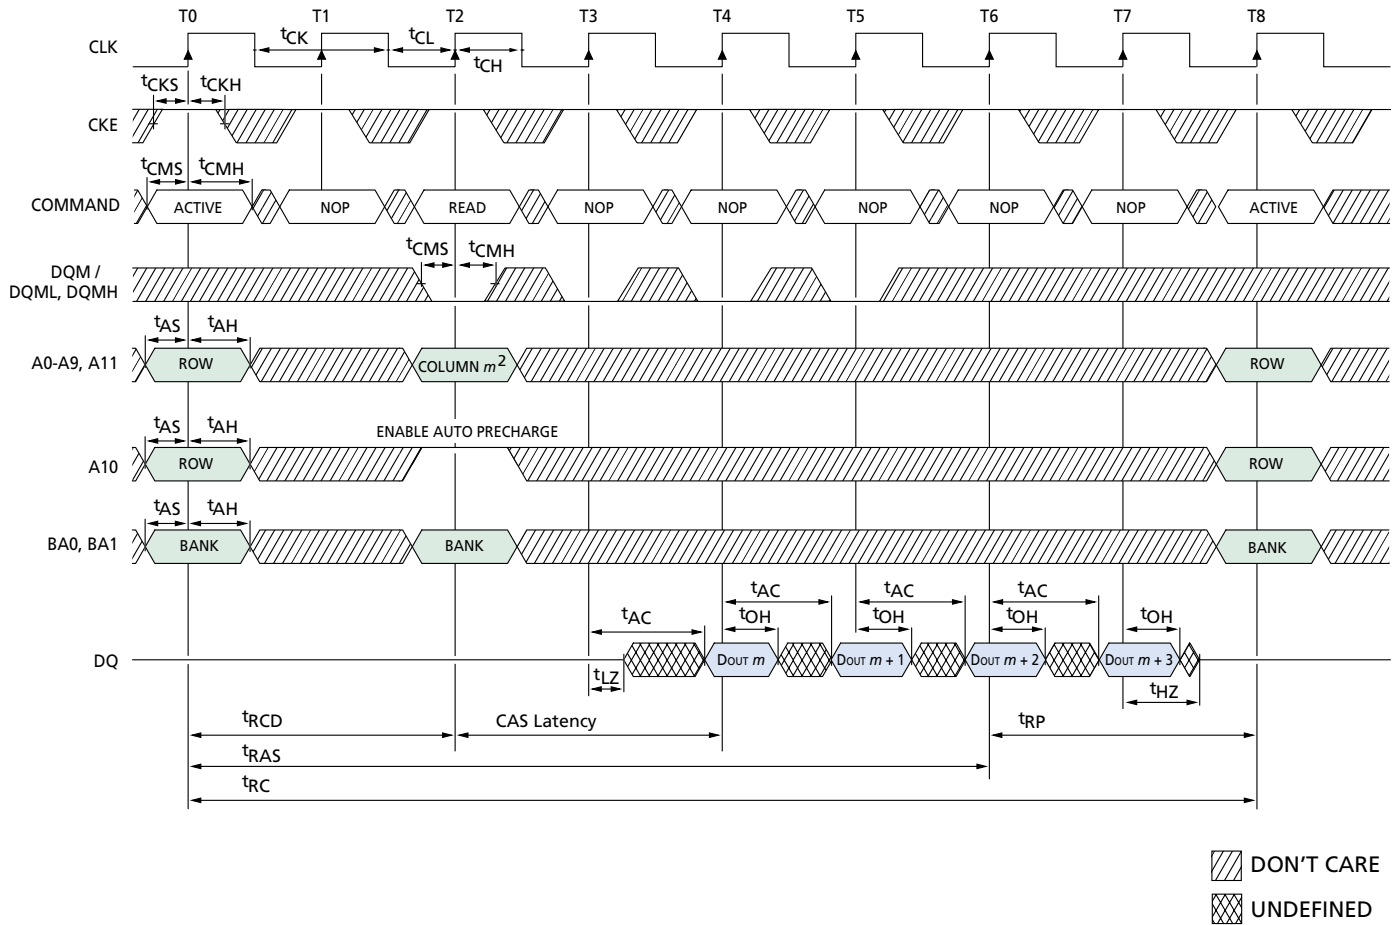 T0 T1 T2 T3 T4 T5 T6 T7 T8
CLK
tCK tCL tCH
tCKS tCKH
CKE
tCMS tCMH
COMMAND ACTIVE NOP READ NOP NOP NOP NOP NOP ACTIVE
tCMS tCMH
DQM /
DQML, DQMH
tAS tAH
A0-A9, A11 ROW COLUMN m2 ROW
ENABLE AUTO PRECHARGE
tAS tAH
A10 ROW ROW
tAS tAH
BA0, BA1 BANK BANK BANK
tAC tAC tAC tAC
tOH tOH tOH tOH
DQ DOUT m DOUT m + 1 DOUT m + 2 DOUT m + 3
tLZ tHZ
tRCD CAS Latency tRP
tRAS
tRC
DON'T CARE
UNDEFINED